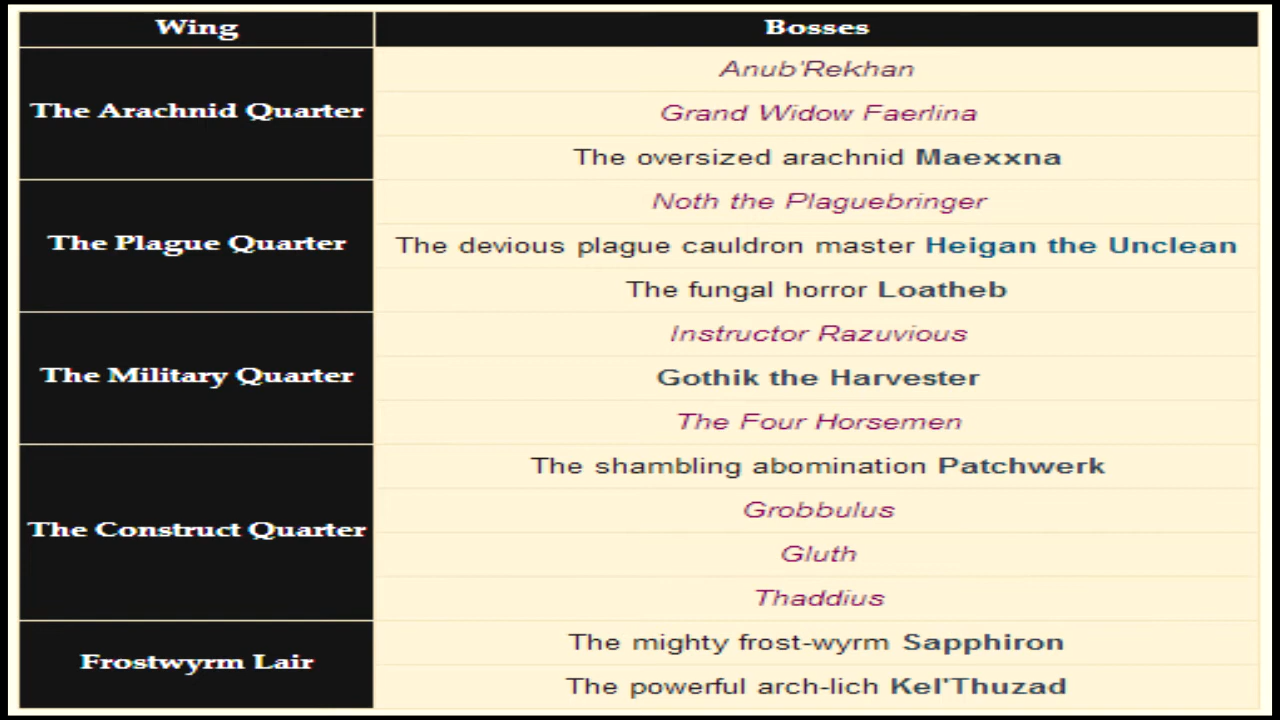 Wing Bosses
The Arachnid Quarter
Anub'Rekhan
Grand Widow Faerlina
The oversized arachnid Maexxna
The Plague Quarter
Noth the Plaguebringer
The devious plague cauldron master Heigan the Unclean
The fungal horror Loatheb
The Military Quarter
Instructor Razuvious
Gothik the Harvester
The Four Horsemen
The Construct Quarter
The shambling abomination Patchwerk
Grobbulus
Gluth
Thaddius
Frostwyrm Lair
The mighty frost-wyrm Sapphiron
The powerful arch-lich Kel'Thuzad